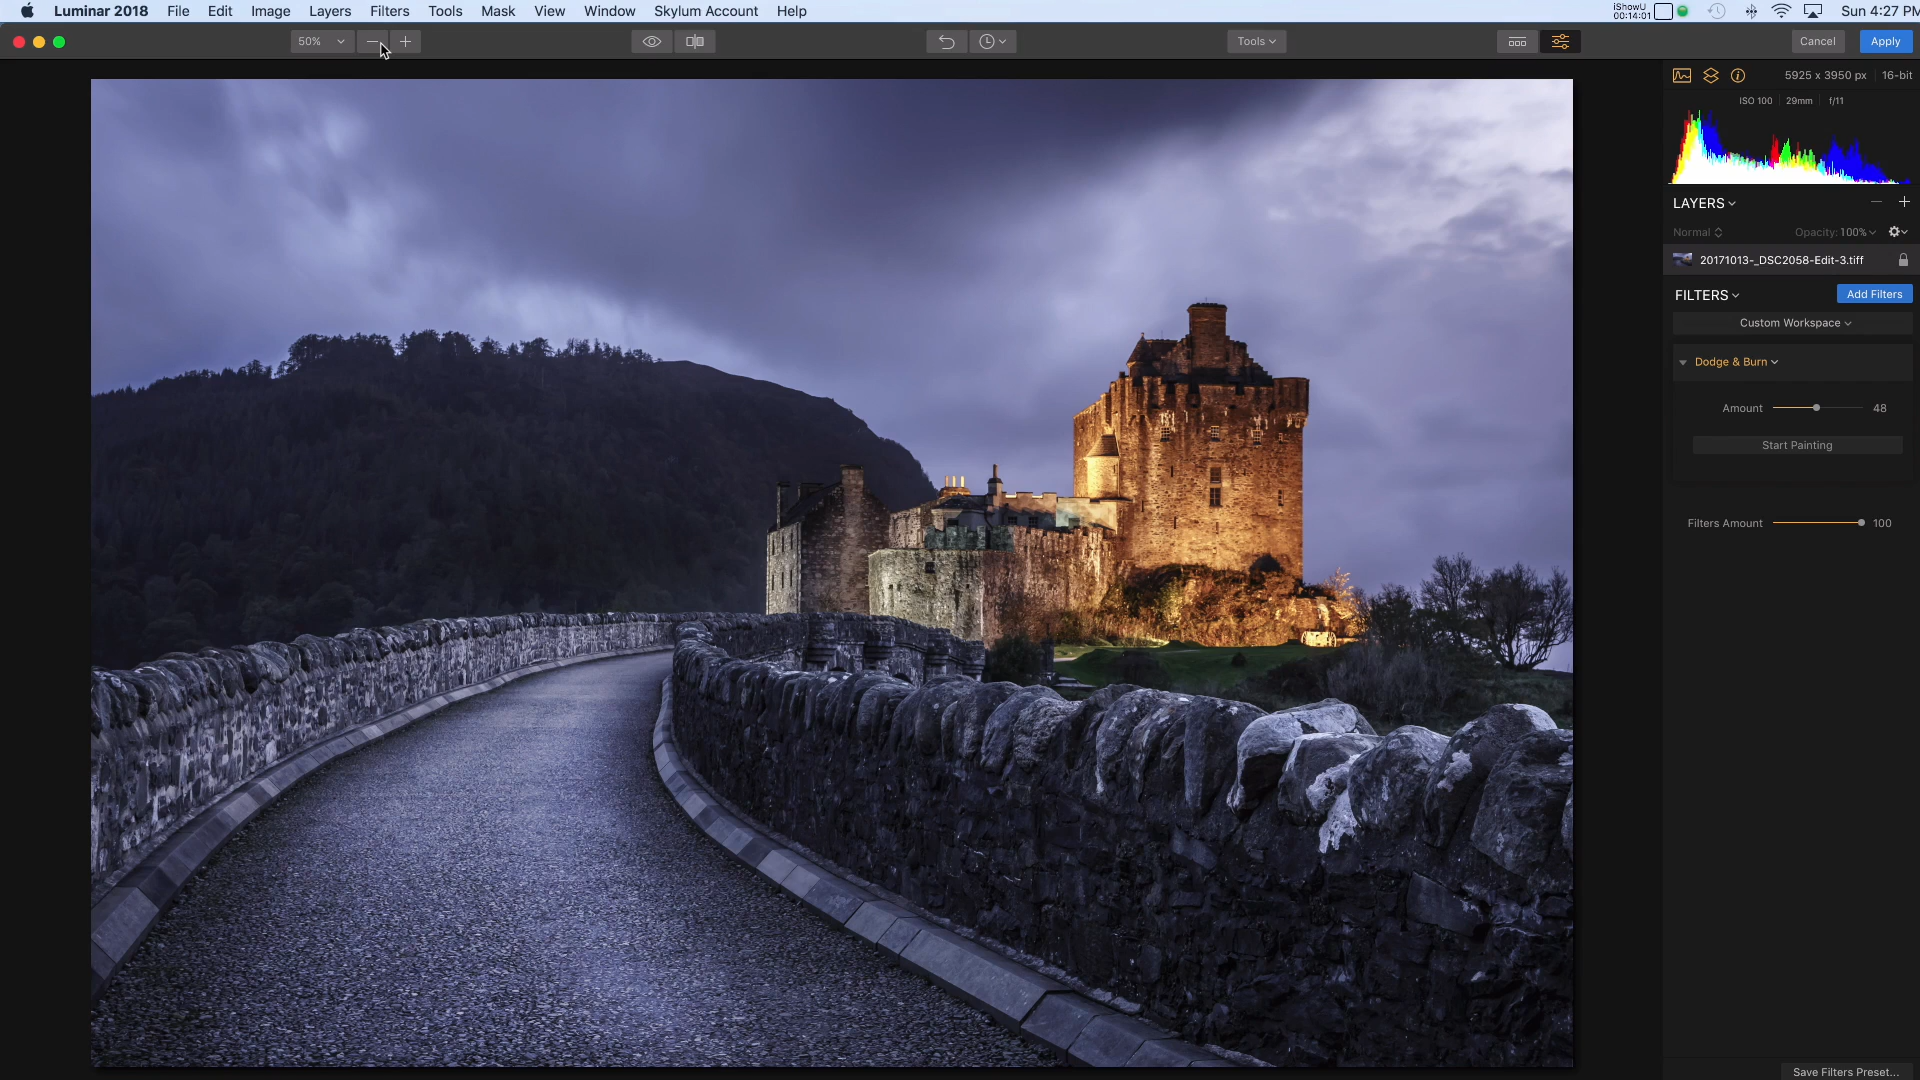 Luminar 2018 File Edit Image Layers Filters Tools Mask View Window Skylum Account Help iShowU 00:14:01 Sun 4:27 PM
50% Tools Cancel Apply
5925 x 3950 px 16-bit
ISO 100 29mm f/11
LAYERS
Normal Opacity: 100%
20171013-_DSC2058-Edit-3.tiff
FILTERS Add Filters
Custom Workspace
Dodge & Burn
Amount 48
Start Painting
Filters Amount 100
Save Filters Preset...